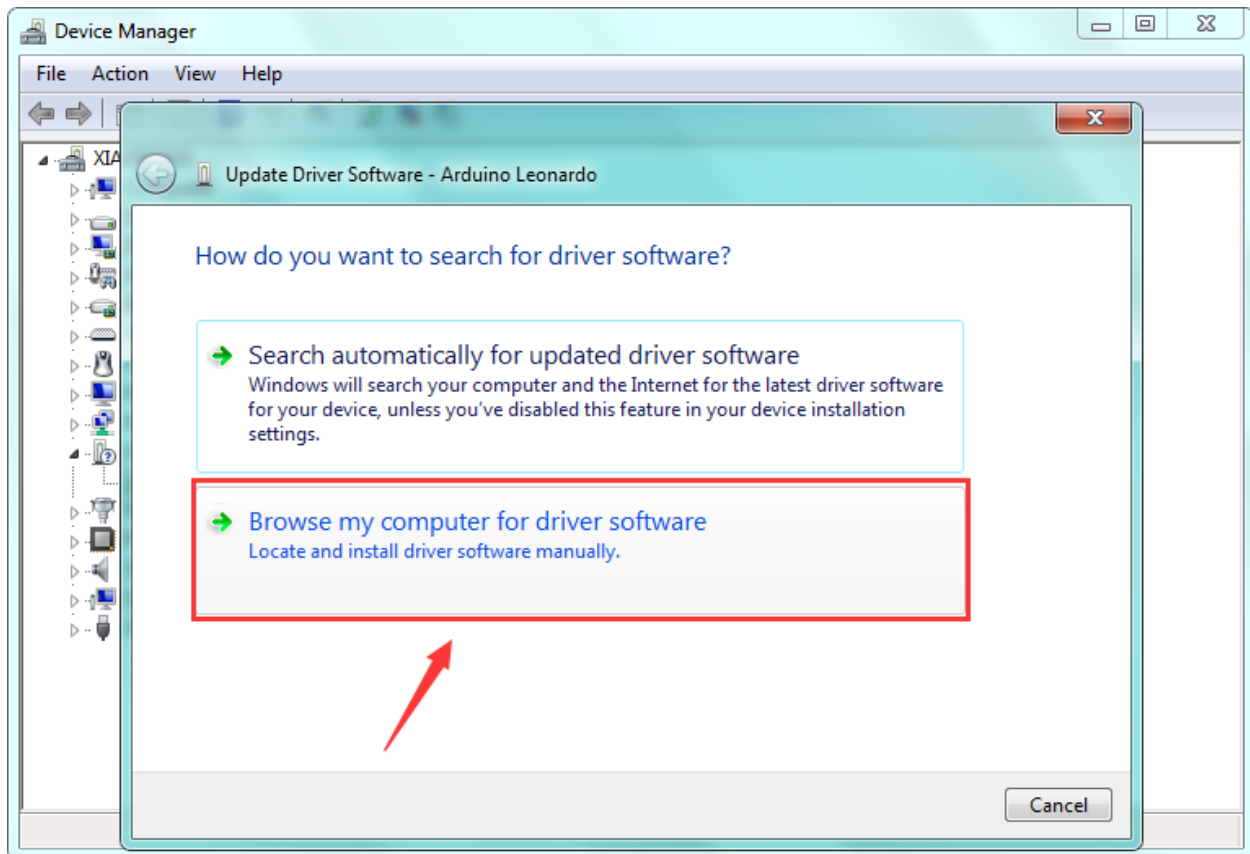 Device Manager
File Action View Help
XIA
Update Driver Software - Arduino Leonardo
How do you want to search for driver software?
Search automatically for updated driver software
Windows will search your computer and the Internet for the latest driver software
for your device, unless you've disabled this feature in your device installation
settings.
Browse my computer for driver software
Locate and install driver software manually.
Cancel